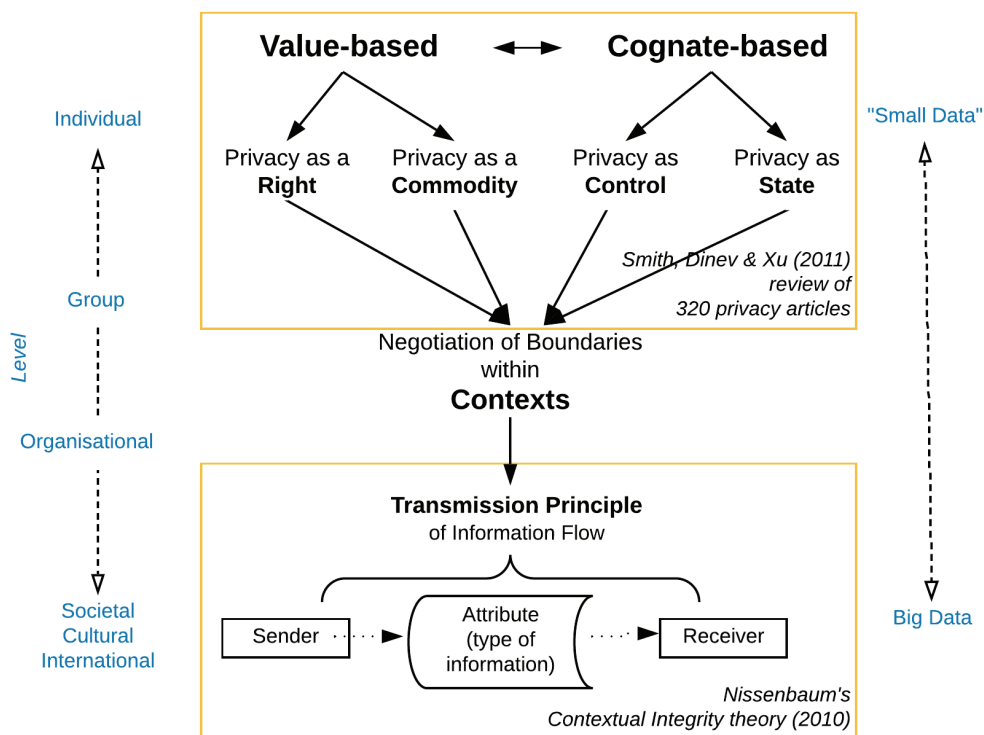 Value-based
Cognate-based
Individual
"Small Data"
Privacy as a
Right
Privacy as a
Commodity
Privacy as
Control
Privacy as
State
Smith, Dinev & Xu (2011)
review of
320 privacy articles
Group
Level
Negotiation of Boundaries
within
Contexts
Organisational
Transmission Principle
of Information Flow
Societal
Cultural
International
Sender
Attribute
(type of
information)
Receiver
Big Data
Nissenbaum's
Contextual Integrity theory (2010)